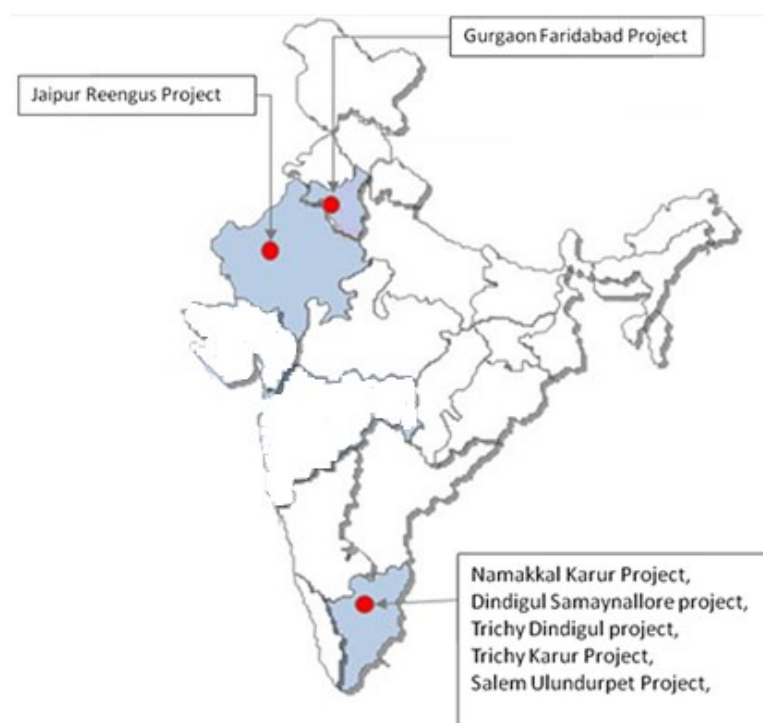 Gurgaon Faridabad Project
Jaipur Reengus Project
Namakkal Karur Project,
Dindigul Samaynallore project,
Trichy Dindigul project,
Trichy Karur Project,
Salem Ulundurpet Project,